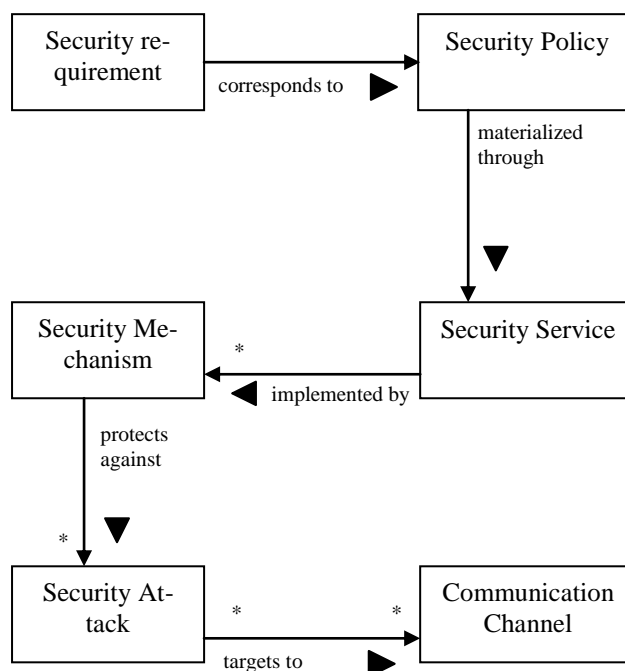 Security re-
quirement
Security Policy
corresponds to
materialized
through
Security Me-
chanism
Security Service
*
implemented by
protects
against
*
Security At-
tack
Communication
Channel
*
*
targets to